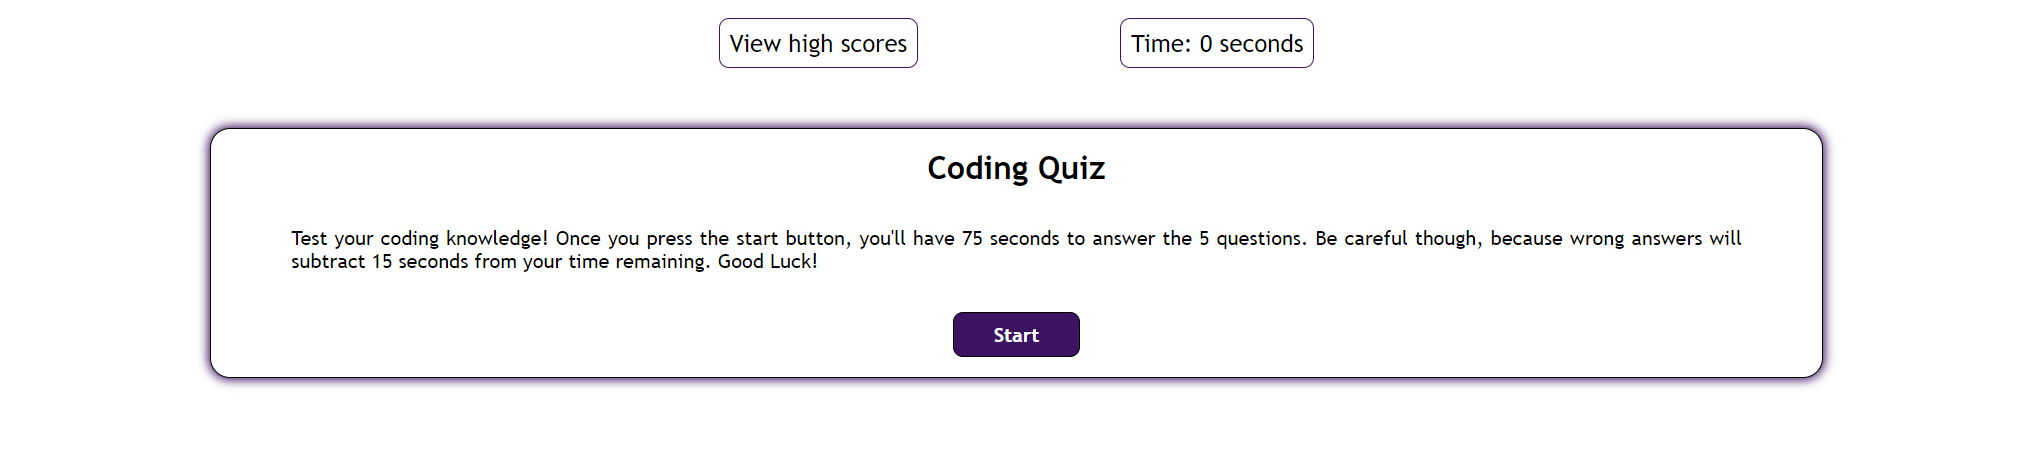 View high scores
Time: 0 seconds
Coding Quiz
Test your coding knowledge! Once you press the start button, you'll have 75 seconds to answer the 5 questions. Be careful though, because wrong answers will
subtract 15 seconds from your time remaining. Good Luck!
Start